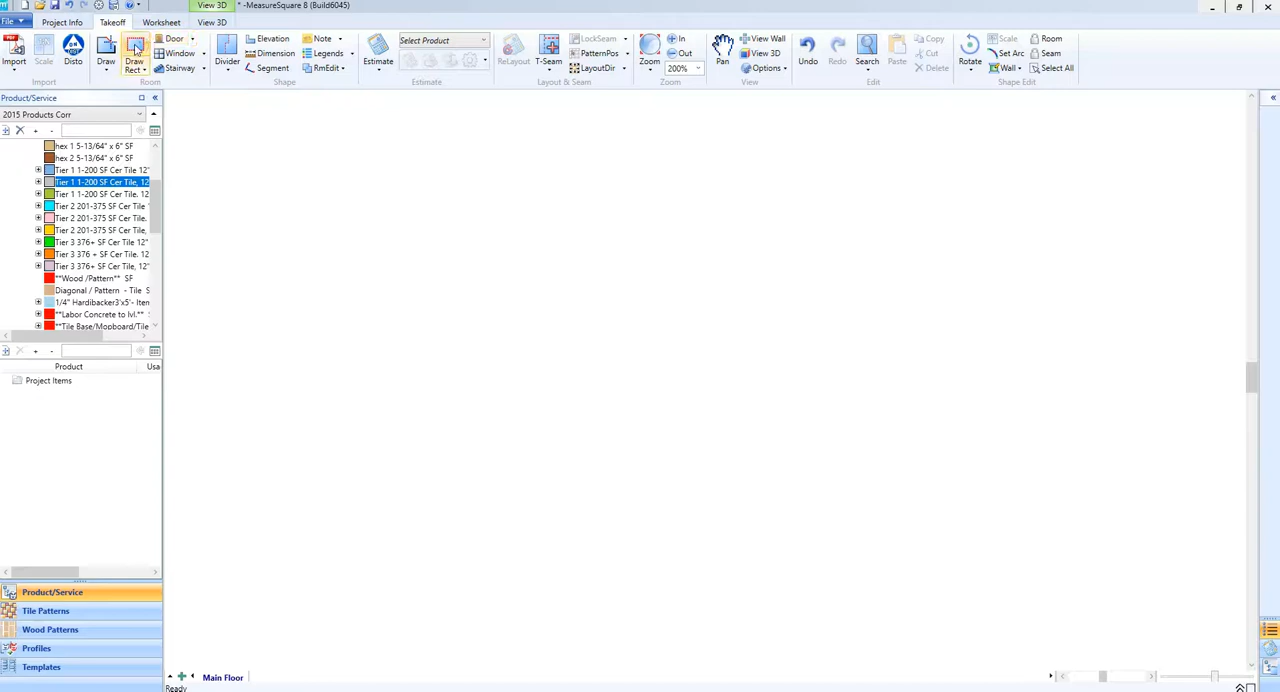 View 3D
* -MeasureSquare 8 (Build6045)
File
Project Info
Takeoff
Worksheet
View 3D
Import
Scale
Disto
Import
Draw
Draw Rect
Door
Window
Stairway
Room
Divider
Elevation
Dimension
Segment
Note
Legends
RmEdit
Shape
Estimate
Select Product
Estimate
ReLayout
T-Seam
LockSeam
PatternPos
LayoutDir
Layout & Seam
Zoom
In
Out
200%
Zoom
Pan
View Wall
View 3D
Options
View
Undo
Redo
Search
Paste
Copy
Cut
Delete
Edit
Rotate
Scale
Set Arc
Wall
Room
Seam
Select All
Shape Edit
Product/Service
2015 Products Corr
hex 1 5-13/64" x 6" SF
hex 2 5-13/64" x 6" SF
Tier 1 1-200 SF Cer Tile 12"
Tier 1 1-200 SF Cer Tile, 12
Tier 1 1-200 SF Cer Tile. 12
Tier 2 201-375 SF Cer Tile
Tier 2 201-375 SF Cer Tile.
Tier 2 201-375 SF Cer Tile,
Tier 3 376+ SF Cer Tile 12"
Tier 3 376 + SF Cer Tile. 12
Tier 3 376+ SF Cer Tile, 12"
**Wood /Pattern** SF
Diagonal / Pattern - Tile S
1/4" Hardibacker3'x5'- Iten
**Labor Concrete to lvl.**
**Tile Base/Mopboard/Tile
Product
Usa
Project Items
Product/Service
Tile Patterns
Wood Patterns
Profiles
Templates
Main Floor
Ready